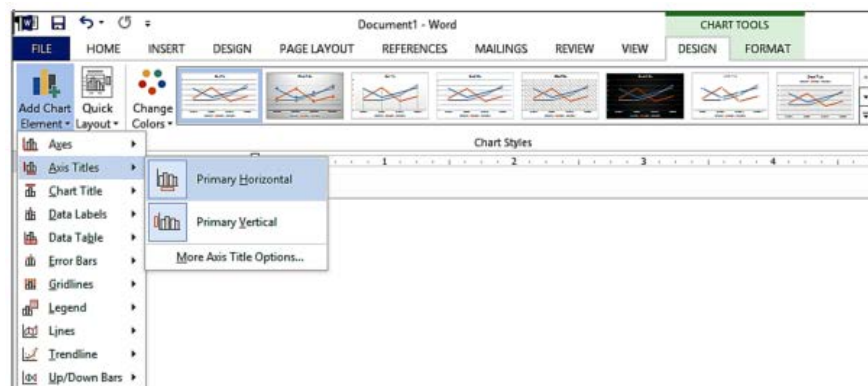 Document1 - Word
CHART TOOLS
FILE HOME INSERT DESIGN PAGE LAYOUT REFERENCES MAILINGS REVIEW VIEW DESIGN FORMAT
Add Chart Element
Quick Layout
Change Colors
Chart Styles
1 2 3 4
Axes
Axis Titles
Primary Horizontal
Chart Title
Data Labels
Primary Vertical
Data Table
More Axis Title Options...
Error Bars
Gridlines
Legend
Lines
Trendline
Up/Down Bars